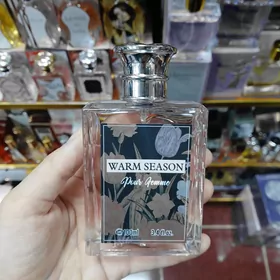 WARM SEASON
Pour Femme
℮100ml 3.4 fl.oz.